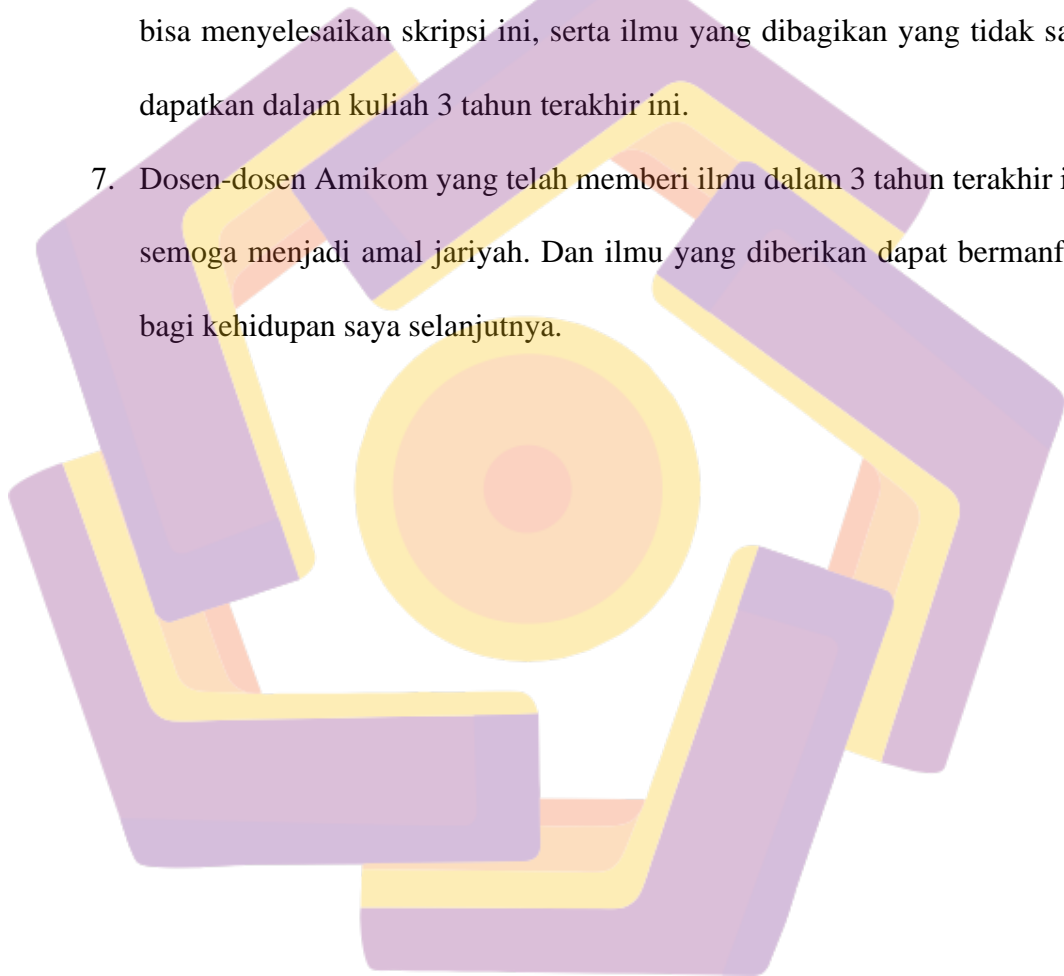 bisa menyelesaikan skripsi ini, serta ilmu yang dibagikan yang tidak
dapatkan dalam kuliah 3 tahun terakhir ini.
7. Dosen-dosen Amikom yang telah memberi ilmu dalam 3 tahun terakhir
semoga menjadi amal jariyah. Dan ilmu yang diberikan dapat
bagi kehidupan saya selanjutnya.